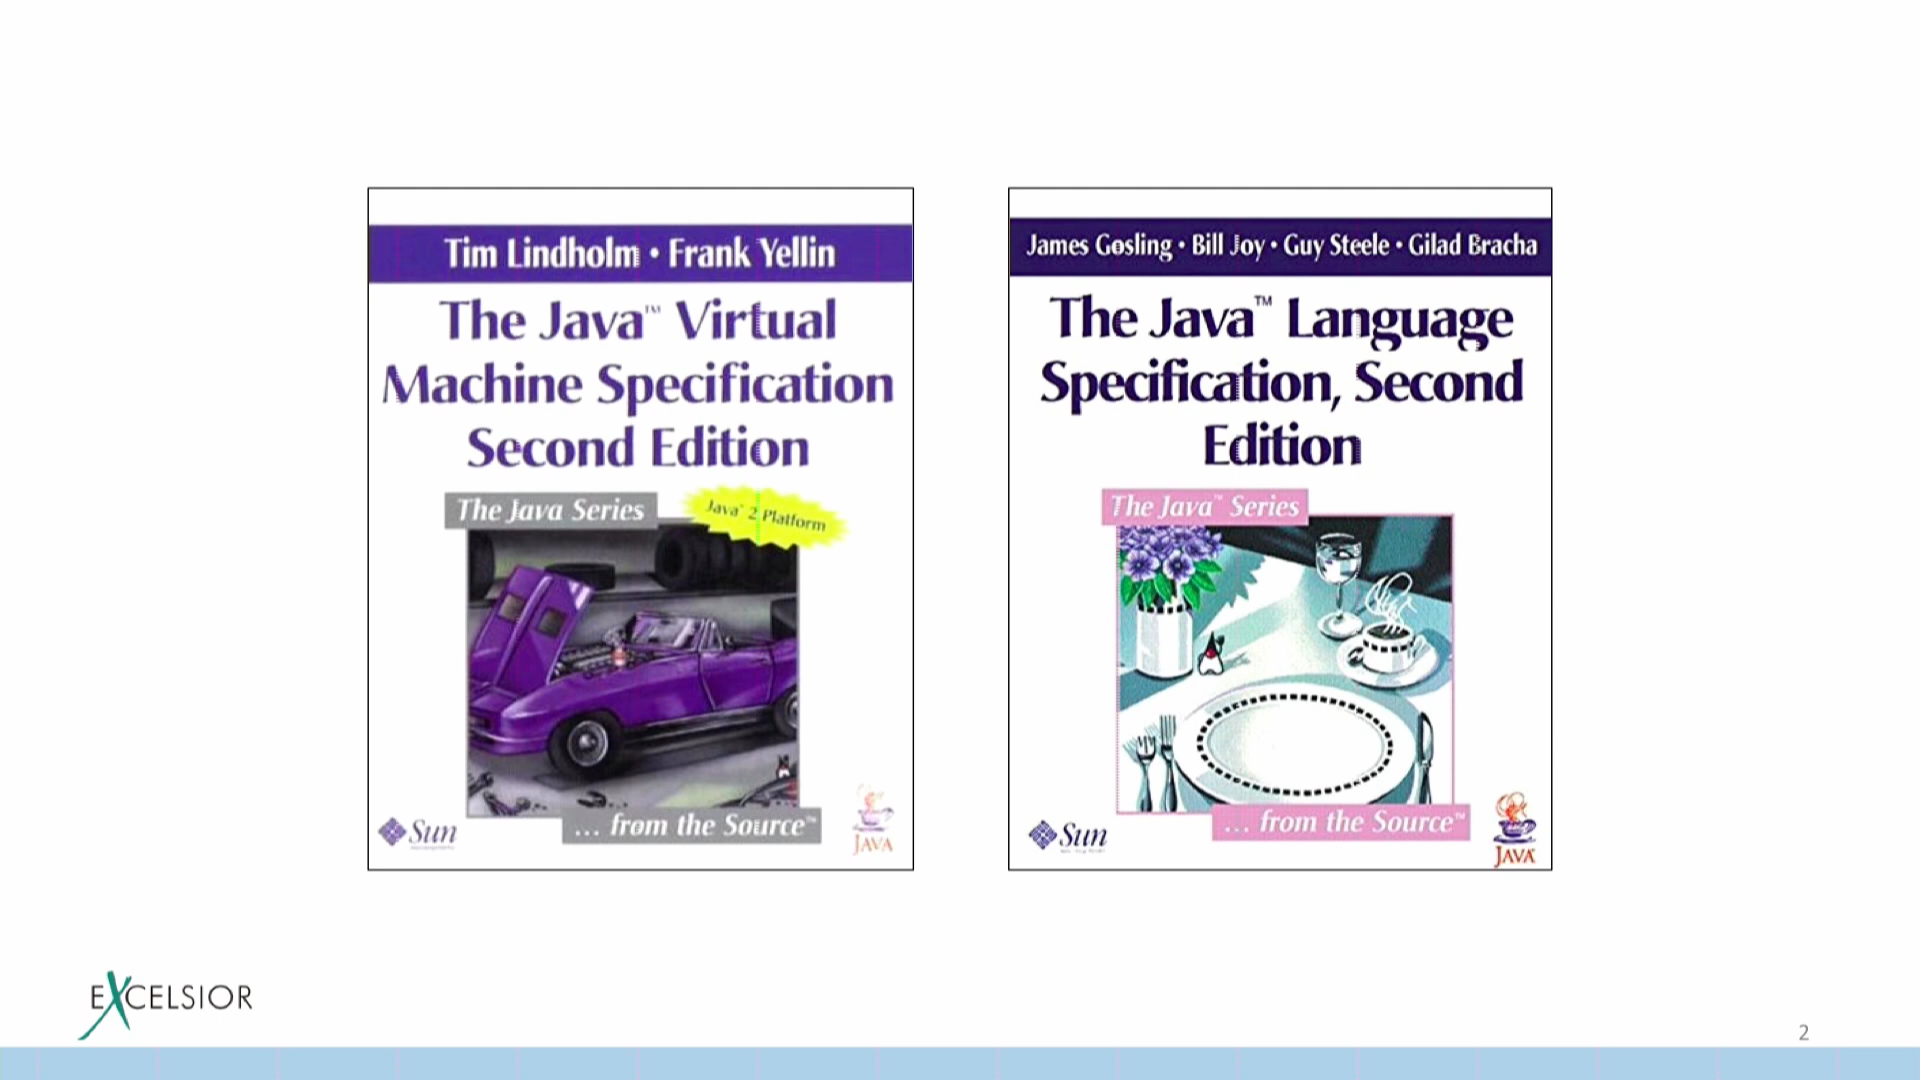 Tim Lindholm • Frank Yellin
The Java™ Virtual
Machine Specification
Second Edition
The Java Series
Java™ 2 Platform
... from the Source™
Sun
JAVA
James Gosling • Bill Joy • Guy Steele • Gilad Bracha
The Java™ Language
Specification, Second
Edition
The Java™ Series
... from the Source™
Sun
JAVA
EXCELSIOR
2